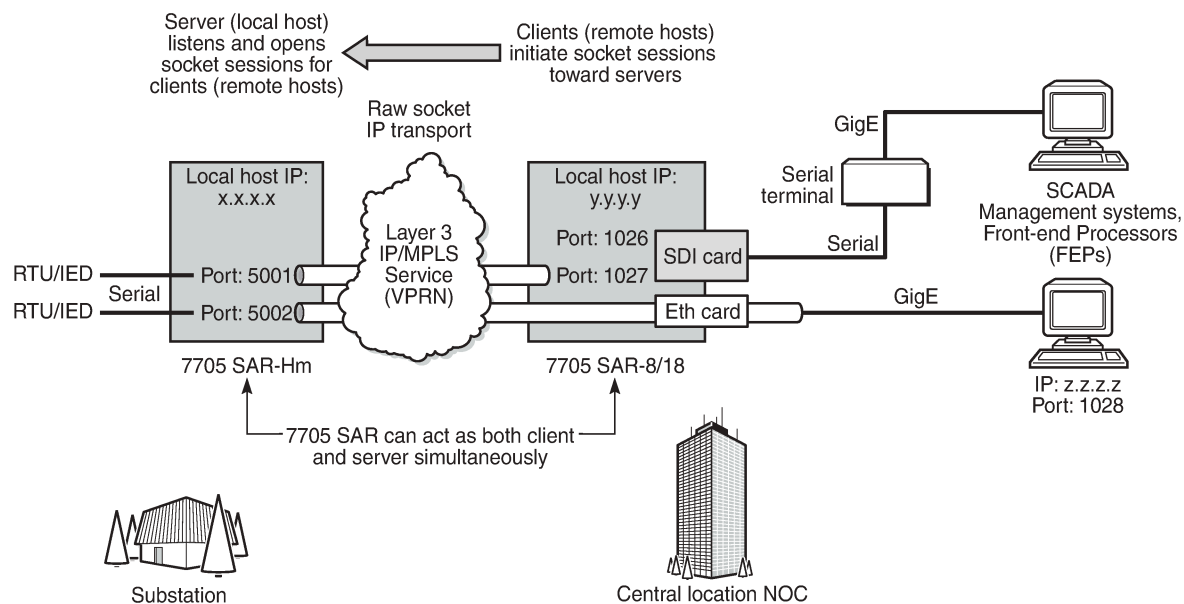 Server (local host)
listens and opens
socket sessions for
clients (remote hosts)
Clients (remote hosts)
initiate socket sessions
toward servers
Raw socket
IP transport
Local host IP:
x.x.x.x
Layer 3
IP/MPLS
Service
(VPRN)
Local host IP:
y.y.y.y
Port: 1026
Port: 1027
SDI card
Eth card
GigE
Serial
terminal
Serial
SCADA
Management systems,
Front-end Processors
(FEPs)
RTU/IED
Serial
RTU/IED
Port: 5001
Port: 5002
GigE
IP: z.z.z.z
Port: 1028
7705 SAR-Hm
7705 SAR-8/18
7705 SAR can act as both client
and server simultaneously
Substation
Central location NOC